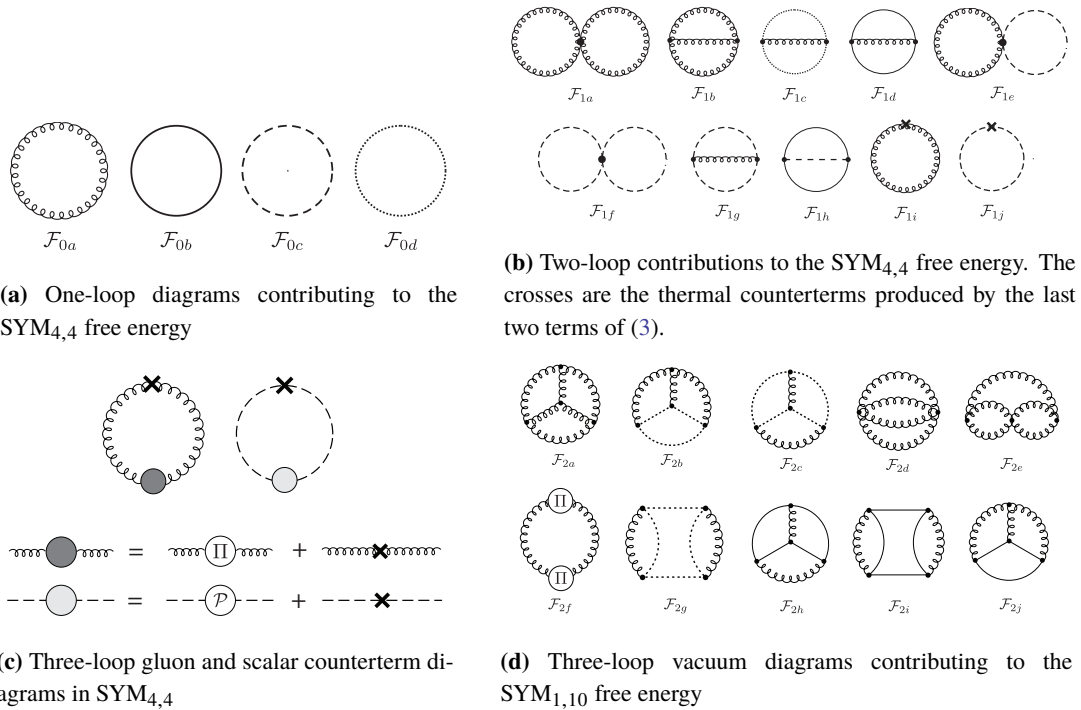 𝓕₀ₐ 𝓕₀b 𝓕₀c 𝓕₀d
(a) One-loop diagrams contributing to the
SYM₄,₄ free energy
𝓕₁ₐ 𝓕₁b 𝓕₁c 𝓕₁d 𝓕₁ₑ
𝓕₁f 𝓕₁g 𝓕₁h 𝓕₁ᵢ 𝓕₁ⱼ
(b) Two-loop contributions to the SYM₄,₄ free energy. The
crosses are the thermal counterterms produced by the last
two terms of (3).
= Π +
= 𝒫 +
(c) Three-loop gluon and scalar counterterm di-
agrams in SYM₄,₄
𝓕₂ₐ 𝓕₂b 𝓕₂c 𝓕₂d 𝓕₂ₑ
Π
Π
𝓕₂f 𝓕₂g 𝓕₂h 𝓕₂ᵢ 𝓕₂ⱼ
(d) Three-loop vacuum diagrams contributing to the
SYM₁,₁₀ free energy